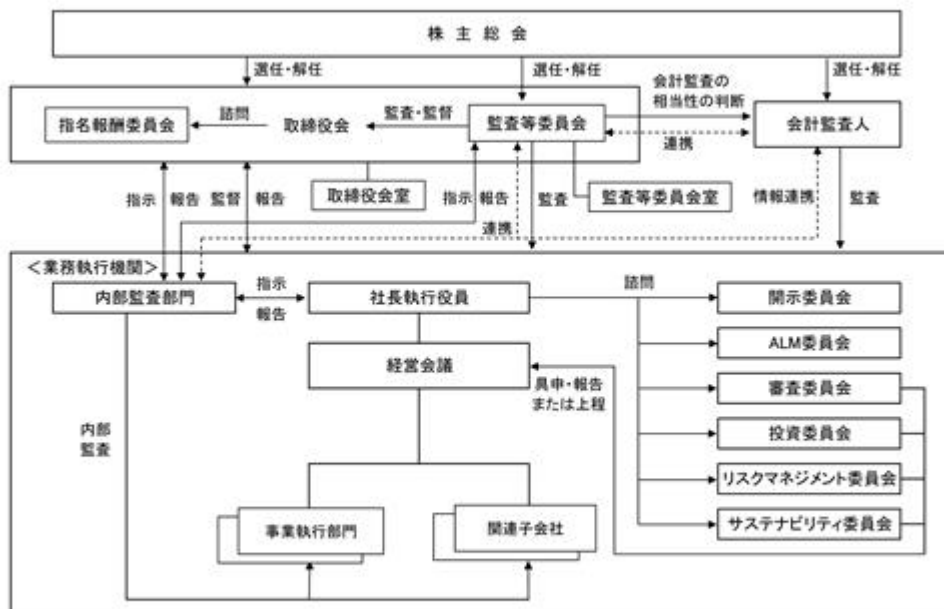 株 主 総 会
選任・解任
選任・解任
会計監査の
相当性の判断
選任・解任
指名報酬委員会
諮問
取締役会
監査・監督
監査等委員会
連携
会計監査人
指示
報告
監督
報告
取締役会室
指示
報告
連携
監査
監査等委員会室
情報連携
監査
<業務執行機関>
内部監査部門
指示
報告
社長執行役員
諮問
開示委員会
ALM委員会
経営会議
具申・報告
または上程
審査委員会
投資委員会
リスクマネジメント委員会
サステナビリティ委員会
内部
監査
事業執行部門
関連子会社